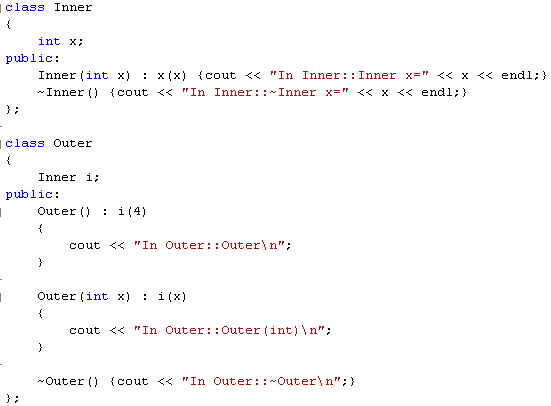 class Inner
{
    int x;
public:
    Inner(int x) : x(x) {cout << "In Inner::Inner x=" << x << endl;}
    ~Inner() {cout << "In Inner::~Inner x=" << x << endl;}
};

class Outer
{
    Inner i;
public:
    Outer() : i(4)
    {
        cout << "In Outer::Outer\n";
    }

    Outer(int x) : i(x)
    {
        cout << "In Outer::Outer(int)\n";
    }

    ~Outer() {cout << "In Outer::~Outer\n";}
};